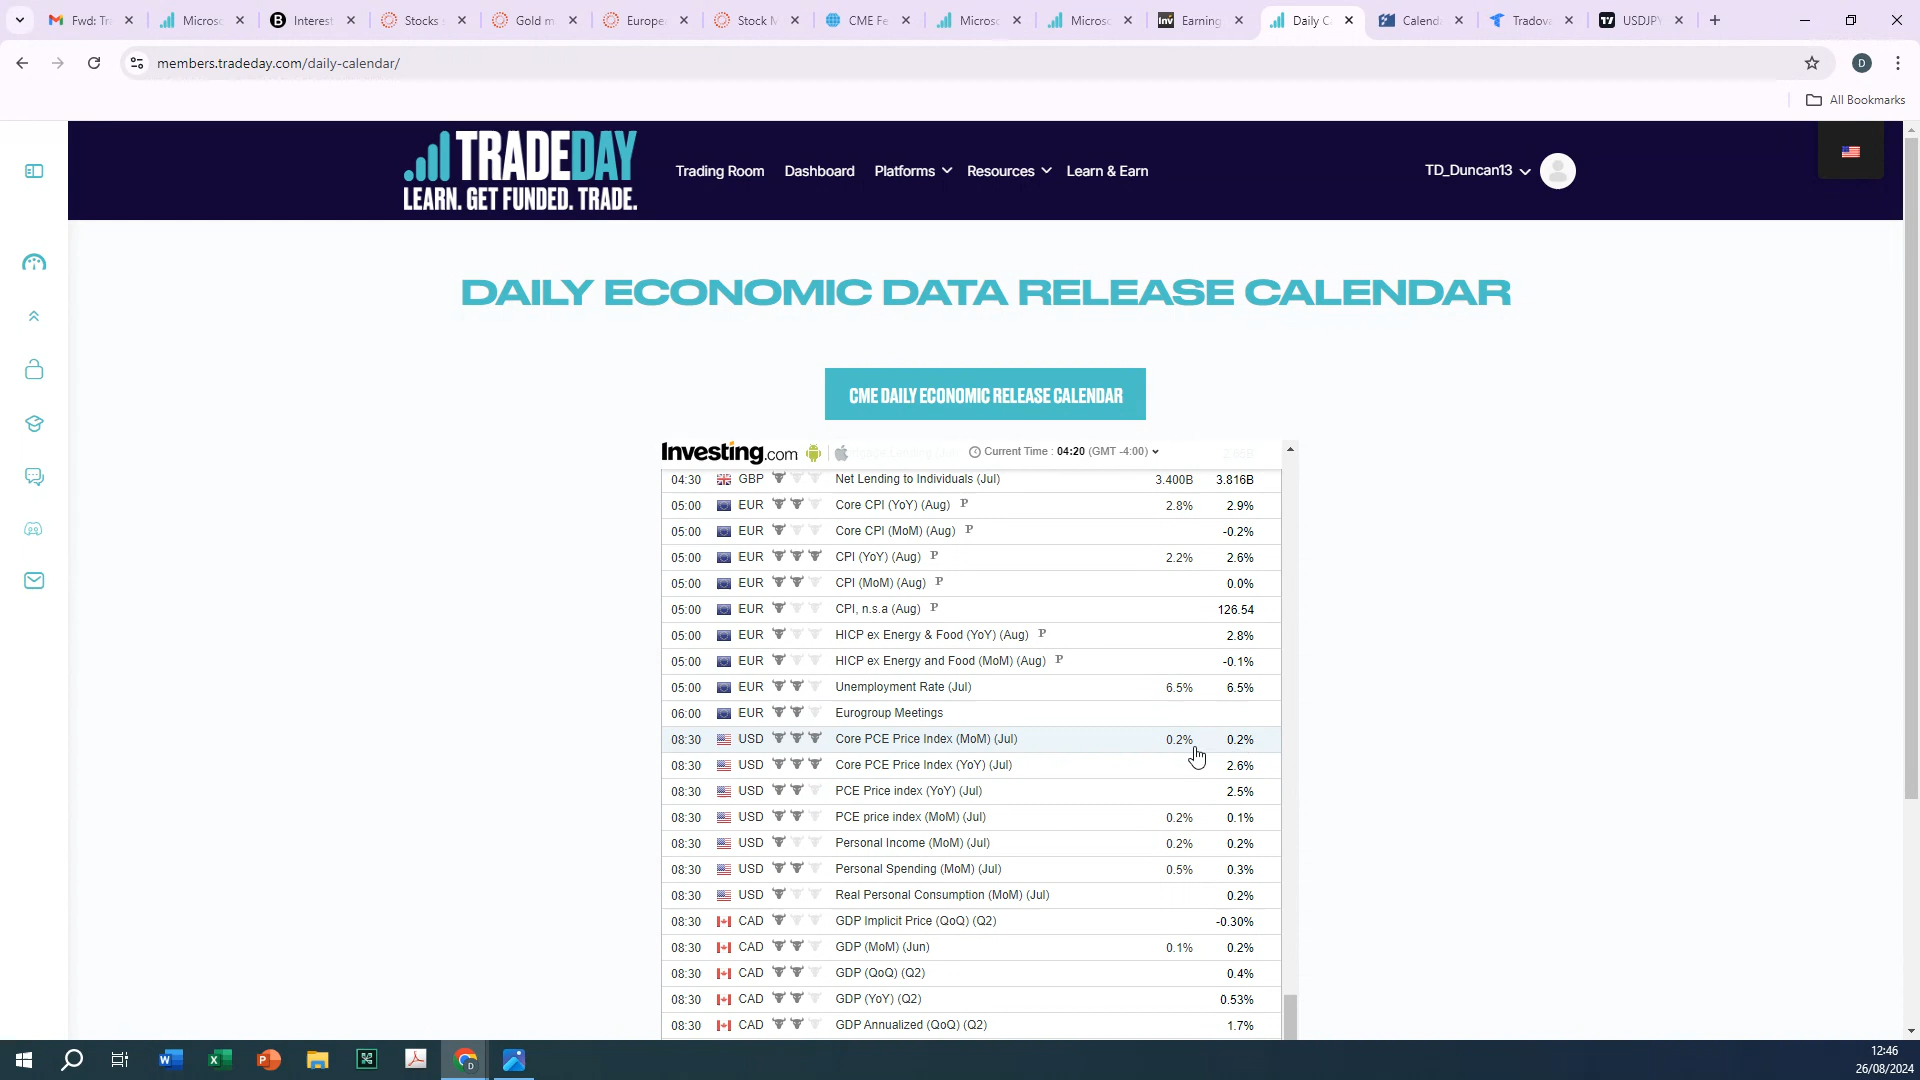 Fwd: Tr
Microso
Interest
Stocks s
Gold m
Europe
Stock M
CME Fe
Microso
Microso
Earning
Daily C
Calenda
Tradova
USDJPY
members.tradeday.com/daily-calendar/
D
All Bookmarks
TRADEDAY
LEARN. GET FUNDED. TRADE.
Trading Room Dashboard Platforms Resources Learn & Earn
TD_Duncan13
DAILY ECONOMIC DATA RELEASE CALENDAR
CME DAILY ECONOMIC RELEASE CALENDAR
Investing.com Current Time : 04:20 (GMT -4:00)
04:30 GBP Net Lending to Individuals (Jul) 3.400B 3.816B
05:00 EUR Core CPI (YoY) (Aug) P 2.8% 2.9%
05:00 EUR Core CPI (MoM) (Aug) P -0.2%
05:00 EUR CPI (YoY) (Aug) P 2.2% 2.6%
05:00 EUR CPI (MoM) (Aug) P 0.0%
05:00 EUR CPI, n.s.a (Aug) P 126.54
05:00 EUR HICP ex Energy & Food (YoY) (Aug) P 2.8%
05:00 EUR HICP ex Energy and Food (MoM) (Aug) P -0.1%
05:00 EUR Unemployment Rate (Jul) 6.5% 6.5%
06:00 EUR Eurogroup Meetings
08:30 USD Core PCE Price Index (MoM) (Jul) 0.2% 0.2%
08:30 USD Core PCE Price Index (YoY) (Jul) 2.6%
08:30 USD PCE Price index (YoY) (Jul) 2.5%
08:30 USD PCE price index (MoM) (Jul) 0.2% 0.1%
08:30 USD Personal Income (MoM) (Jul) 0.2% 0.2%
08:30 USD Personal Spending (MoM) (Jul) 0.5% 0.3%
08:30 USD Real Personal Consumption (MoM) (Jul) 0.2%
08:30 CAD GDP Implicit Price (QoQ) (Q2) -0.30%
08:30 CAD GDP (MoM) (Jun) 0.1% 0.2%
08:30 CAD GDP (QoQ) (Q2) 0.4%
08:30 CAD GDP (YoY) (Q2) 0.53%
08:30 CAD GDP Annualized (QoQ) (Q2) 1.7%
12:46
26/08/2024